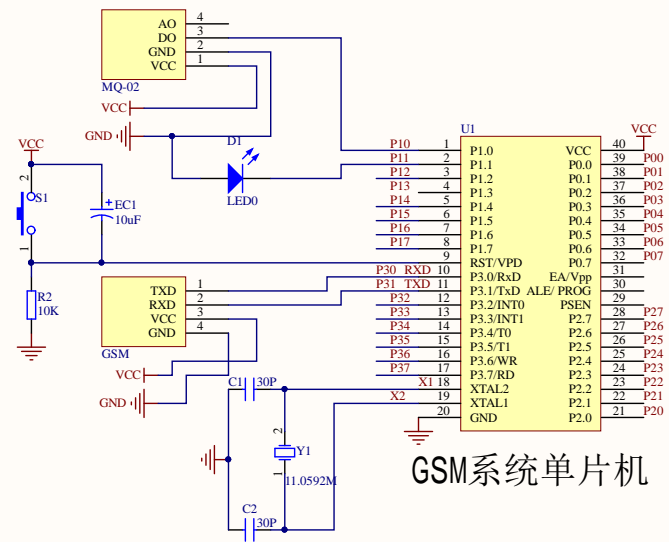 AO 4
DO 3
GND 2
VCC 1
MQ-02
VCC
GND
D1
LED0
VCC
2
S1
1
EC1
+
10uF
R2
10K
TXD 1
RXD 2
VCC 3
GND 4
GSM
VCC
GND
C1 30P
2
Y1
1
11.0592M
C2
30P
U1
VCC
P10 1 P1.0 VCC 40
P11 2 P1.1 P0.0 39 P00
P12 3 P1.2 P0.1 38 P01
P13 4 P1.3 P0.2 37 P02
P14 5 P1.4 P0.3 36 P03
P15 6 P1.5 P0.4 35 P04
P16 7 P1.6 P0.5 34 P05
P17 8 P1.7 P0.6 33 P06
9 RST/VPD P0.7 32 P07
P30 RXD 10 P3.0/RxD EA/Vpp 31
P31 TXD 11 P3.1/TxD ALE/ PROG 30
P32 12 P3.2/INT0 PSEN 29
P33 13 P3.3/INT1 P2.7 28 P27
P34 14 P3.4/T0 P2.6 27 P26
P35 15 P3.5/T1 P2.5 26 P25
P36 16 P3.6/WR P2.4 25 P24
P37 17 P3.7/RD P2.3 24 P23
X1 18 XTAL2 P2.2 23 P22
X2 19 XTAL1 P2.1 22 P21
20 GND P2.0 21 P20
GSM系统单片机